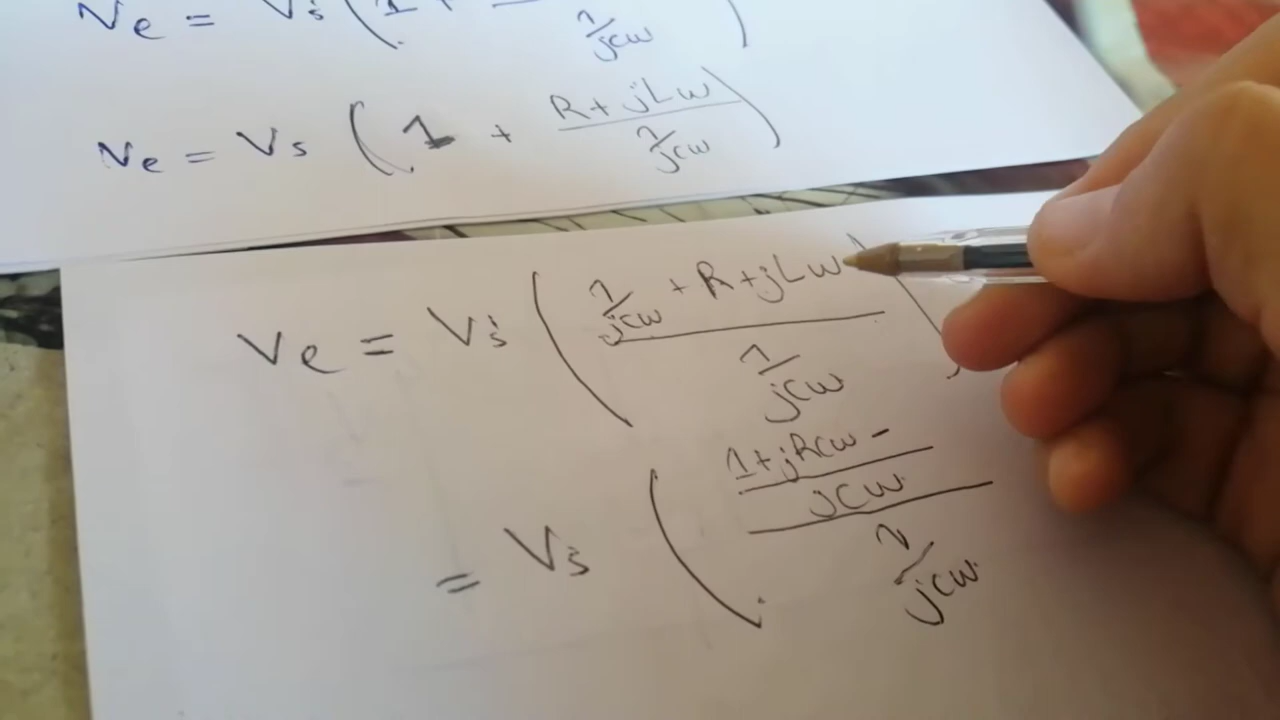 Ve = Vs (1 + / 1/jCω)
Ve = Vs (1 + (R + jLω) / (1/jCω))
Ve = Vs ((1/jCω + R + jLω) / (1/jCω))
= Vs (((1 + jRCω -) / jCω) / (1/jCω)